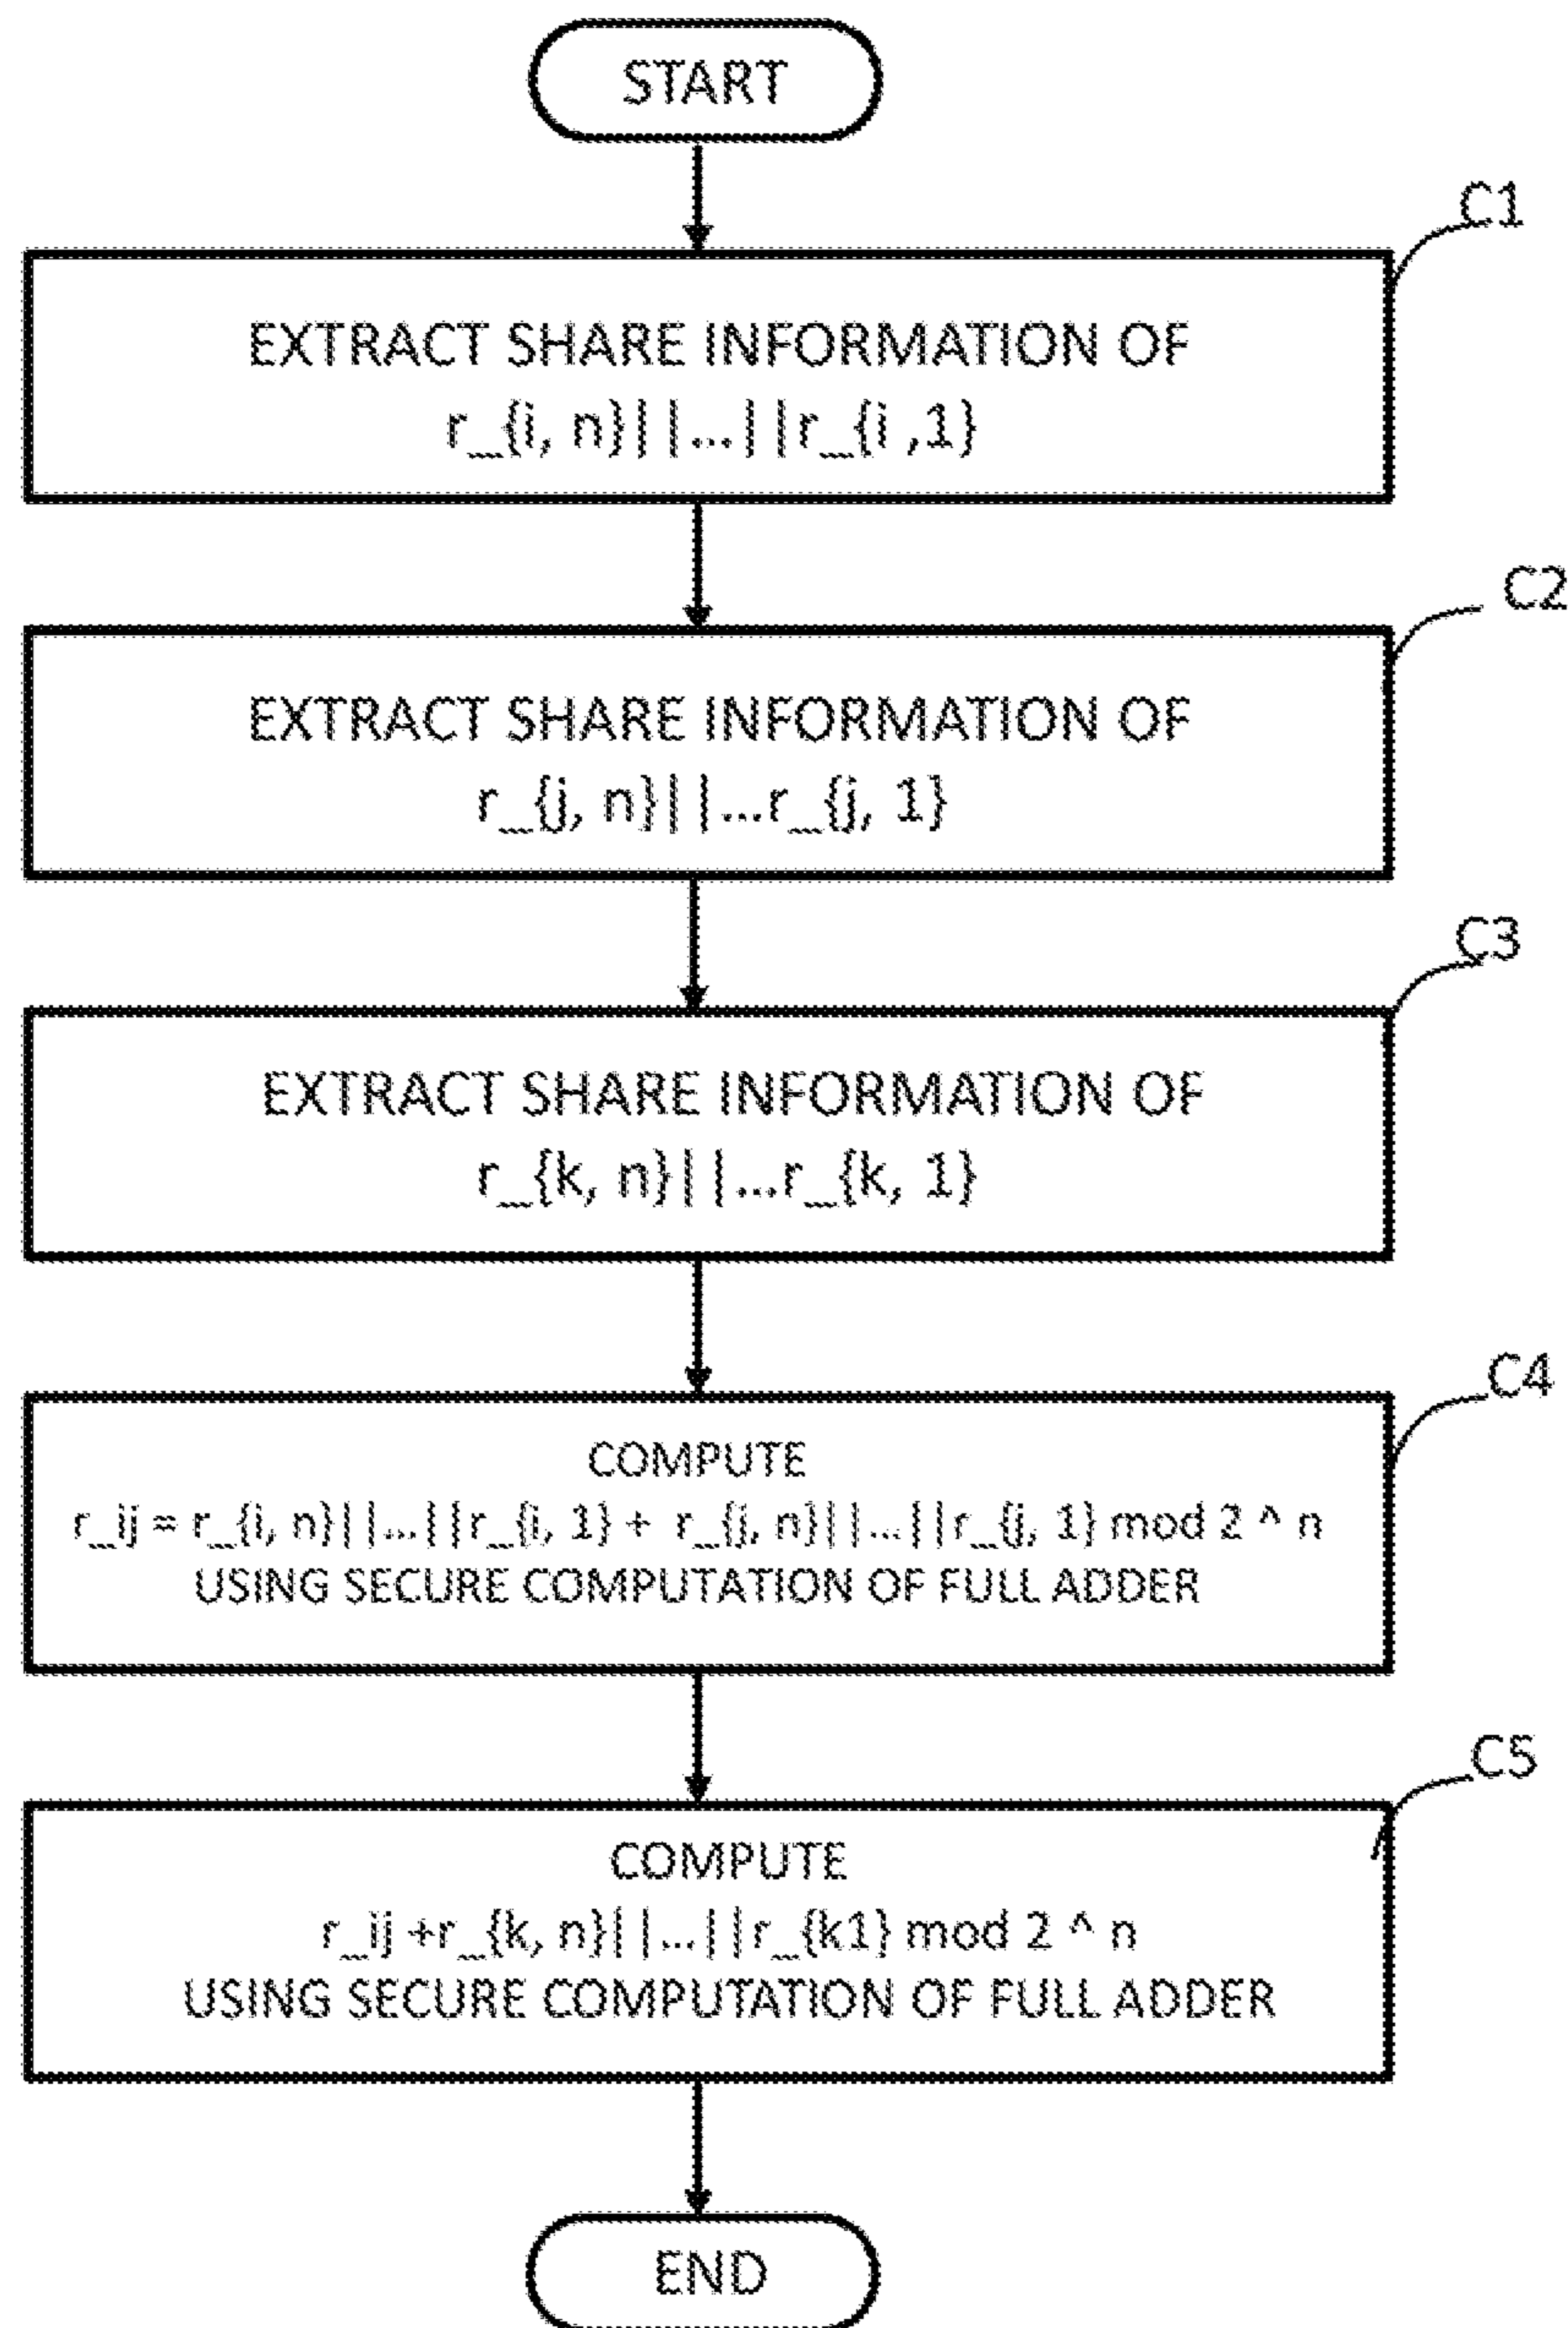 START
C1
EXTRACT SHARE INFORMATION OF
r_{i, n}||...||r_{i ,1}
C2
EXTRACT SHARE INFORMATION OF
r_{j, n}||...r_{j, 1}
C3
EXTRACT SHARE INFORMATION OF
r_{k, n}||...r_{k, 1}
C4
COMPUTE
r_ij = r_{i, n}||...||r_{i, 1} + r_{j, n}||...||r_{j, 1} mod 2 ^ n
USING SECURE COMPUTATION OF FULL ADDER
C5
COMPUTE
r_ij +r_{k, n}||...||r_{k1} mod 2 ^ n
USING SECURE COMPUTATION OF FULL ADDER
END